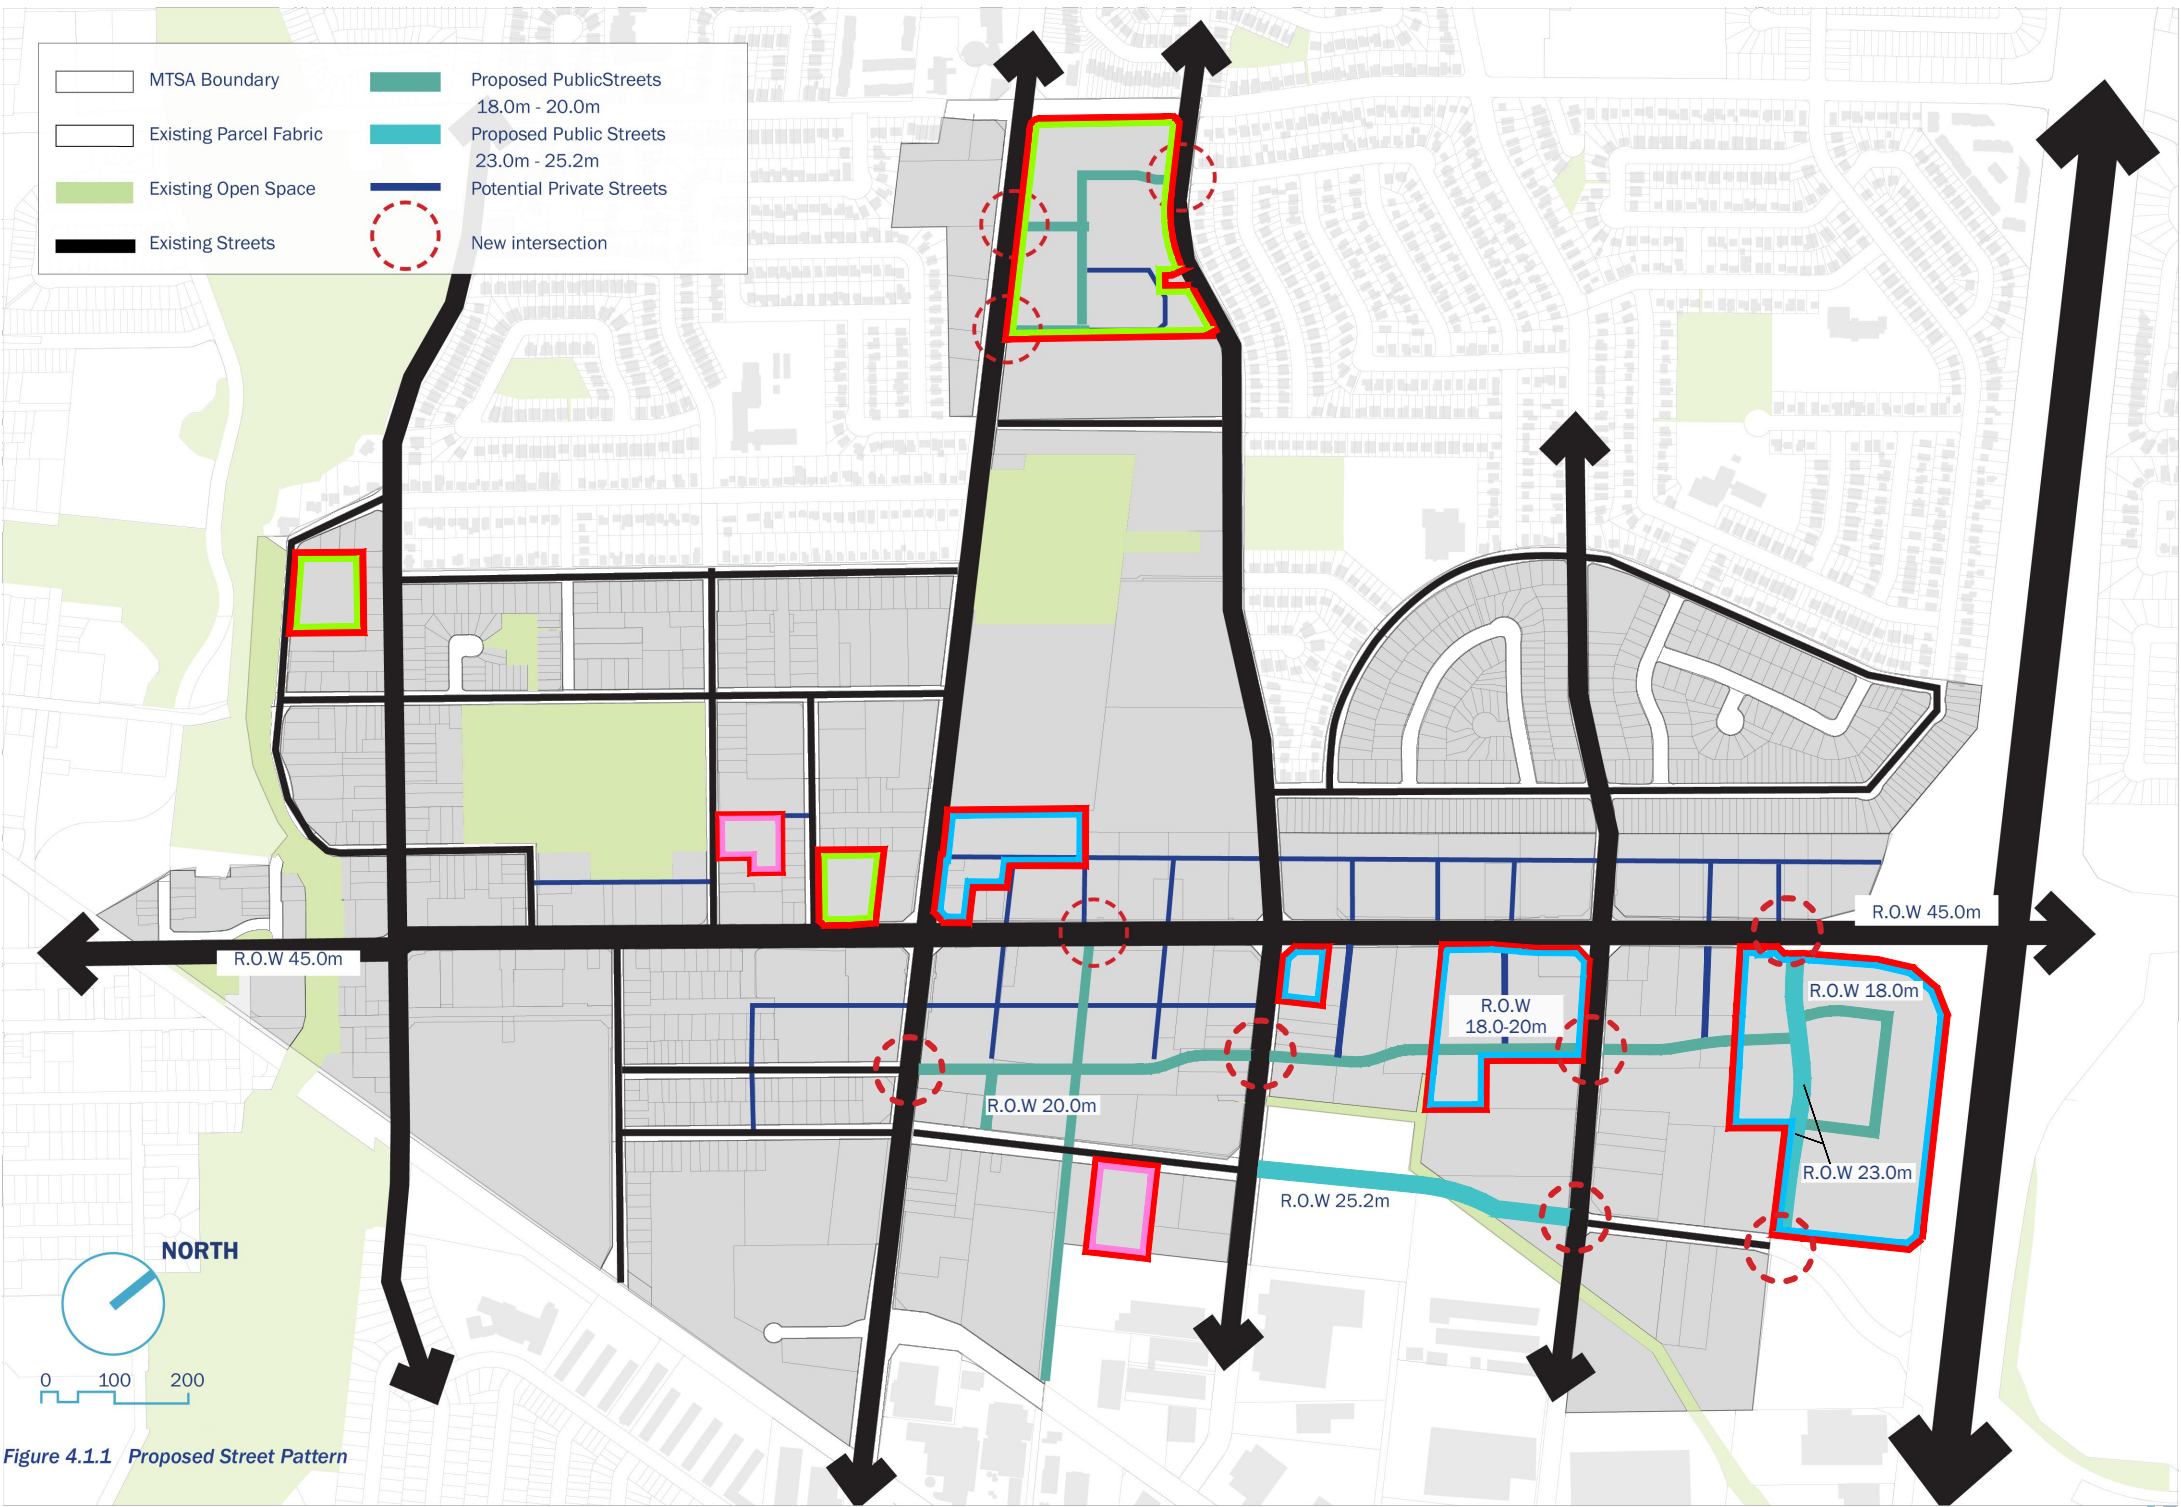 MTSA Boundary
Existing Parcel Fabric
Existing Open Space
Existing Streets
Proposed PublicStreets
18.0m - 20.0m
Proposed Public Streets
23.0m - 25.2m
Potential Private Streets
New intersection
R.O.W 45.0m
R.O.W 45.0m
R.O.W 18.0m
R.O.W
18.0-20m
R.O.W 20.0m
R.O.W 23.0m
R.O.W 25.2m
NORTH
0 100 200
Figure 4.1.1 Proposed Street Pattern